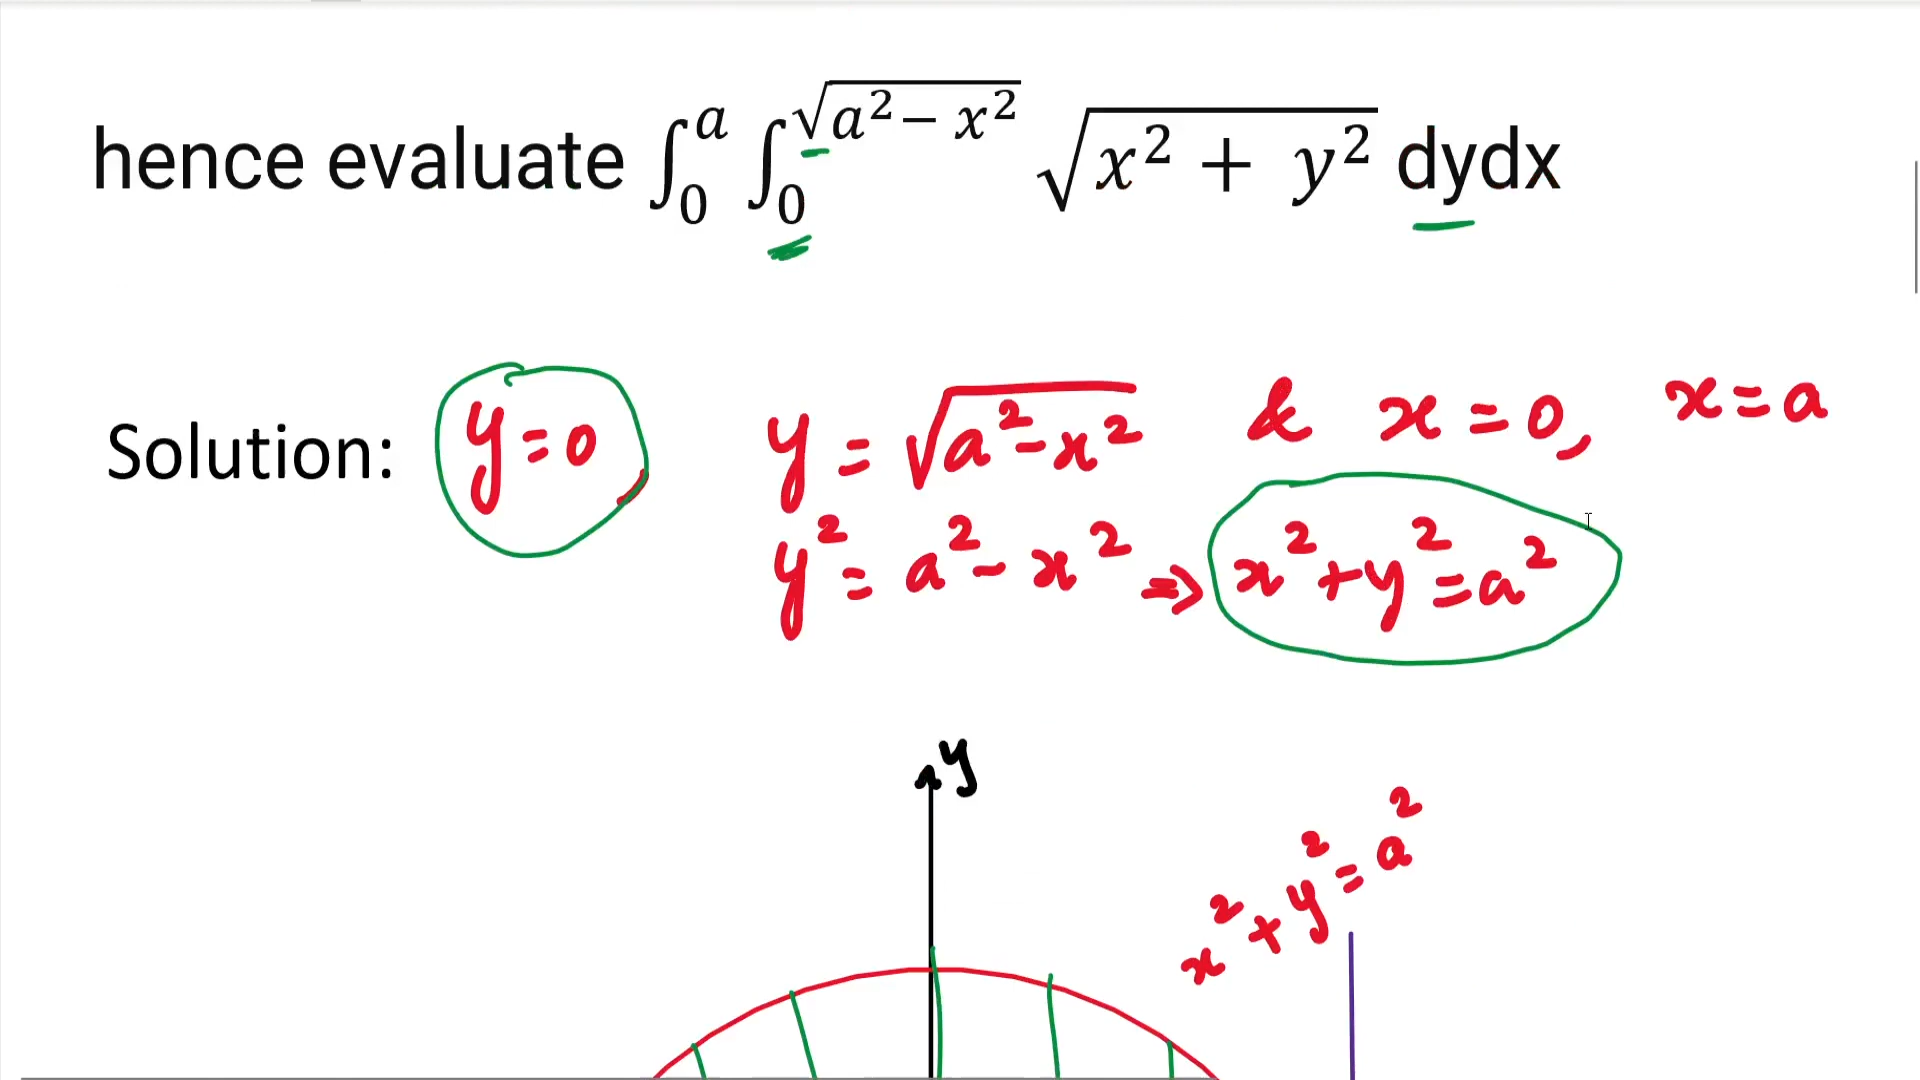 hence evaluate ∫₀ᵃ ∫₀^√(a² − x²) √(x² + y²) dydx
Solution: y=0 y = √(a²-x²) & x=0, x=a
y² = a² - x² ⇒ x²+y²=a²
y
x²+y²=a²